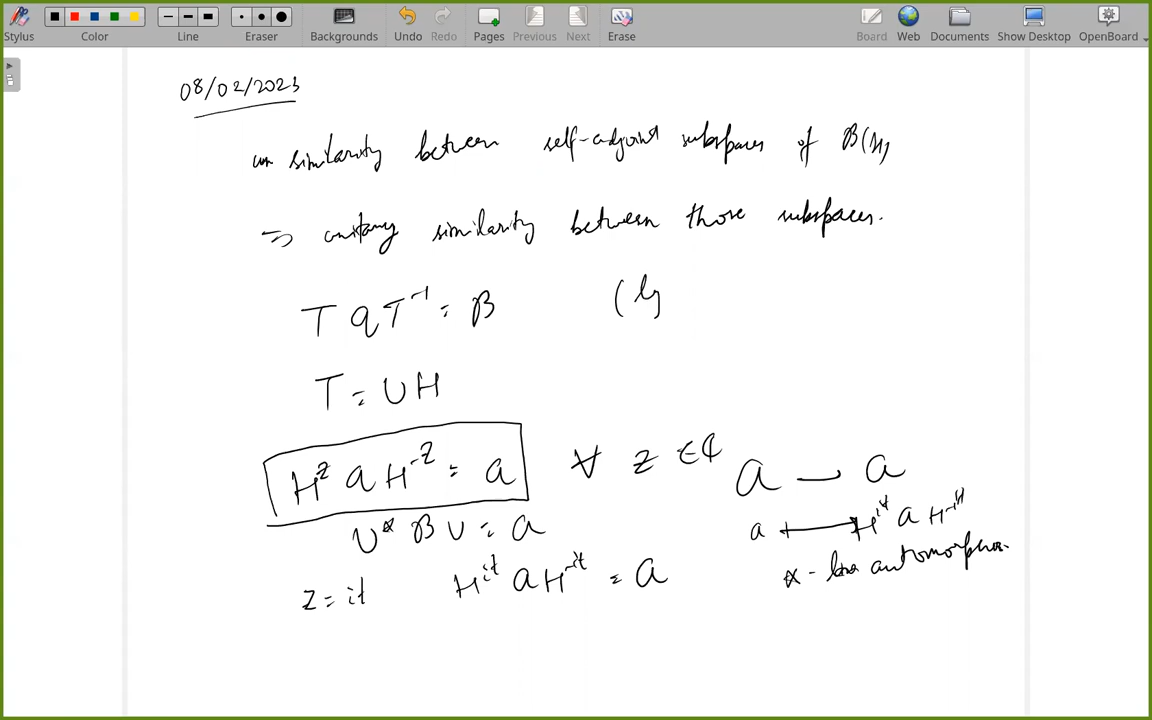 Stylus Color Line Eraser Backgrounds Undo Redo Pages Previous Next Erase Board Web Documents Show Desktop OpenBoard
08/02/2023
similarity between self-adjoint subspaces of B(H)
⇒ unitary similarity between those subspaces.
T a T⁻¹ = B
T = UH
H^z a H^-z = a ∀ z ∈ ℂ
a — a
U* B U = a
a ↦ H^it a H^-it
z = it H^it a H^-it = a
automorphism.